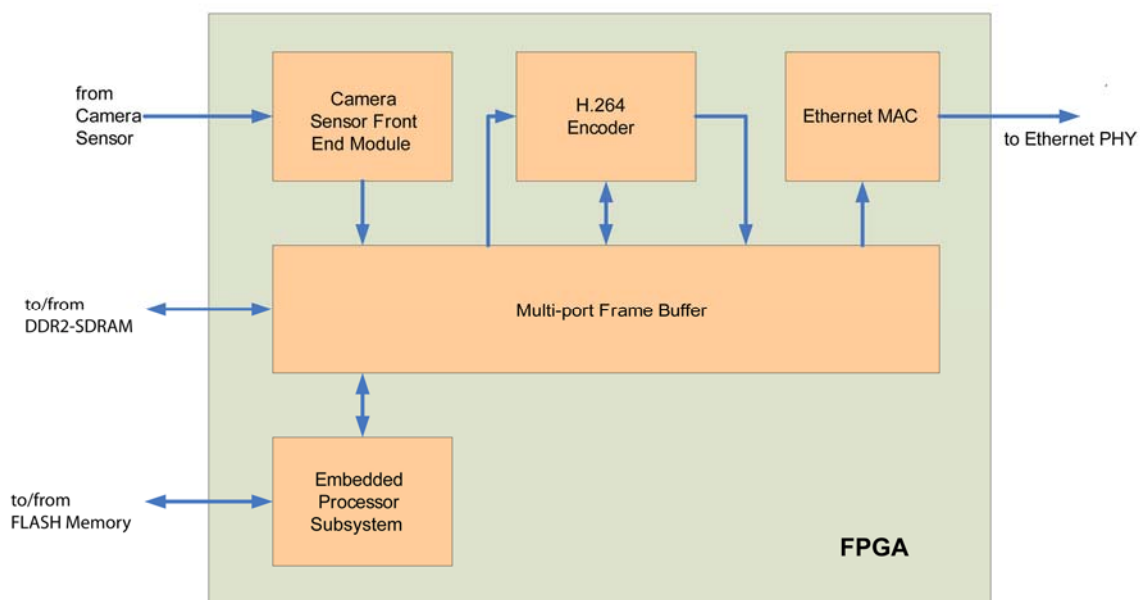 from
Camera
Sensor
Camera
Sensor Front
End Module
H.264
Encoder
Ethernet MAC
to Ethernet PHY
to/from
DDR2-SDRAM
Multi-port Frame Buffer
to/from
FLASH Memory
Embedded
Processor
Subsystem
FPGA